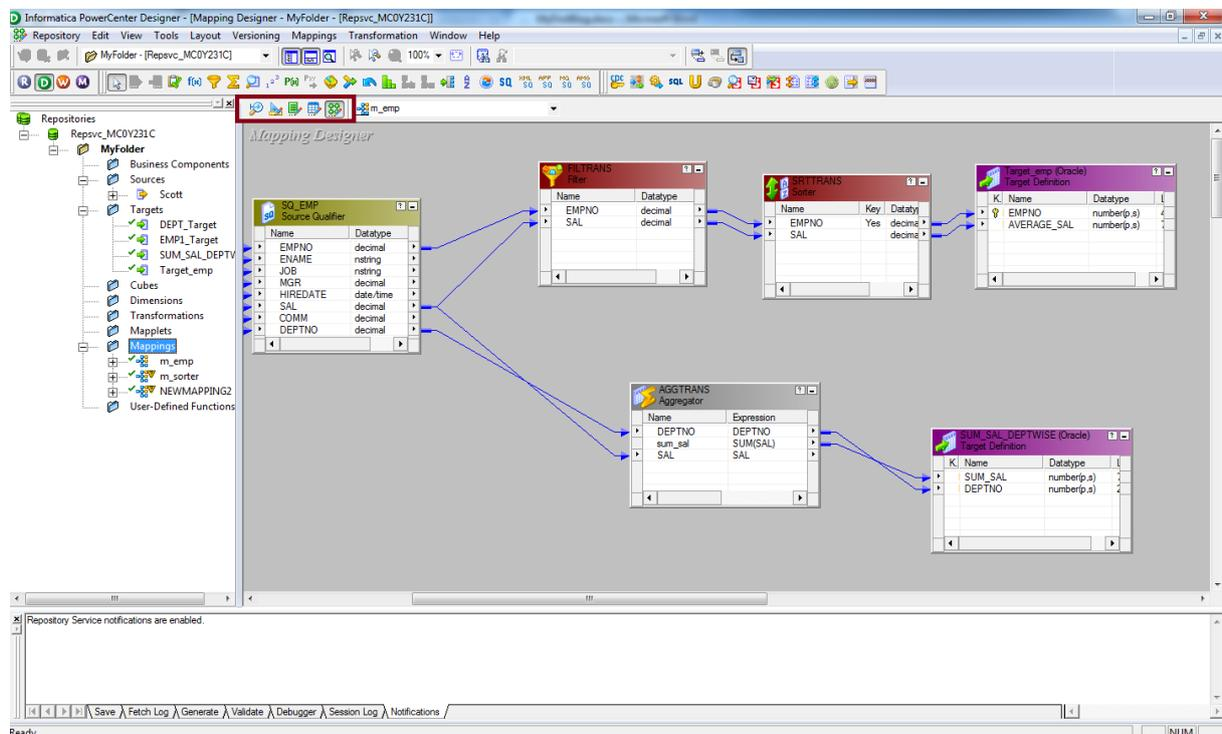 Informatica PowerCenter Designer - [Mapping Designer - MyFolder - [Repsvc_MC0Y231C]]
Repository Edit View Tools Layout Versioning Mappings Transformation Window Help
MyFolder - [Repsvc_MC0Y231C] 100%
m_emp
Repositories
Repsvc_MC0Y231C
MyFolder
Business Components
Sources
Scott
Targets
DEPT_Target
EMP1_Target
SUM_SAL_DEPTW
Target_emp
Cubes
Dimensions
Transformations
Mapplets
Mappings
m_emp
m_sorter
NEWMAPPING2
User-Defined Functions
Mapping Designer
SQ_EMP
Source Qualifier
Name Datatype
EMPNO decimal
ENAME nstring
JOB nstring
MGR decimal
HIREDATE date/time
SAL decimal
COMM decimal
DEPTNO decimal
FILTRANS
Filter
Name Datatype
EMPNO decimal
SAL decimal
SRTTRANS
Sorter
Name Key Dataty
EMPNO Yes decima
SAL decima
Target_emp (Oracle)
Target Definition
K. Name Datatype L
EMPNO number(p,s)
AVERAGE_SAL number(p,s)
AGGTRANS
Aggregator
Name Expression
DEPTNO DEPTNO
sum_sal SUM(SAL)
SAL SAL
SUM_SAL_DEPTWISE (Oracle)
Target Definition
K. Name Datatype L
SUM_SAL number(p,s)
DEPTNO number(p,s)
Repository Service notifications are enabled.
Save Fetch Log Generate Validate Debugger Session Log Notifications
Ready NUM